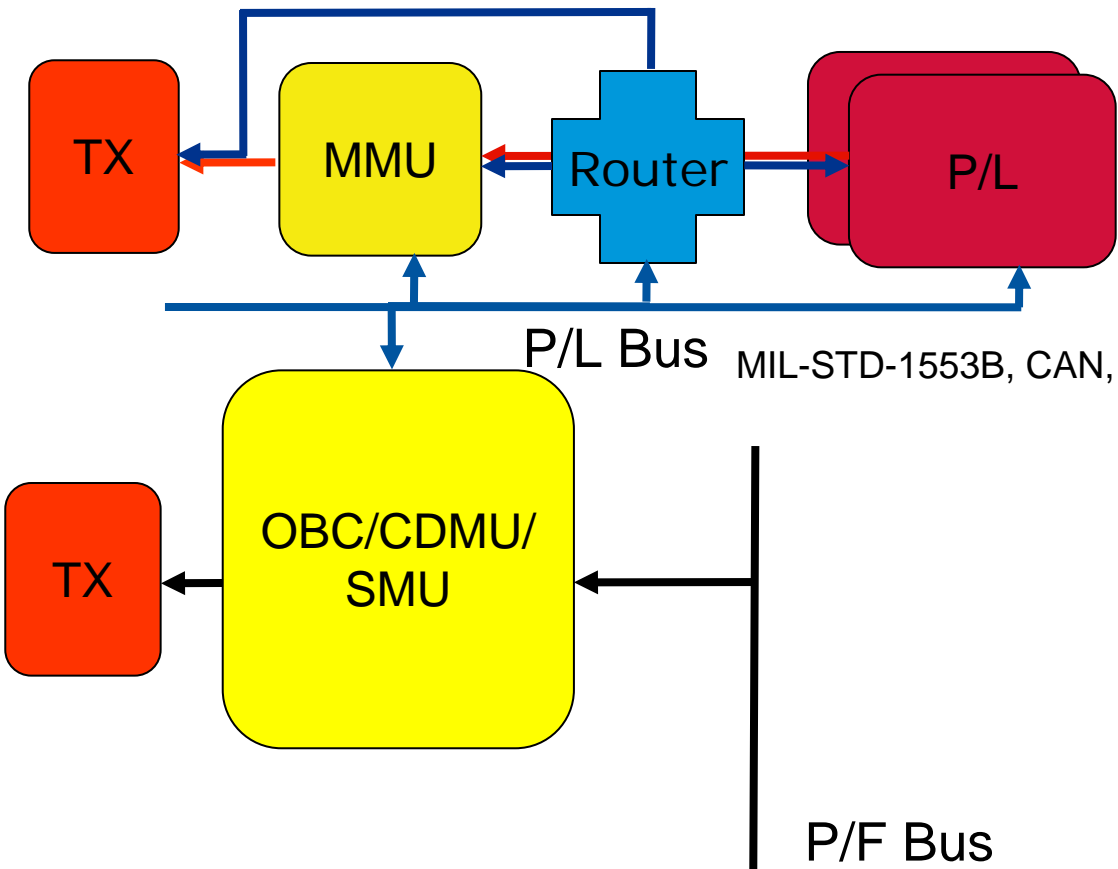 TX
MMU
Router
P/L
P/L Bus
MIL-STD-1553B, CAN,
OBC/CDMU/
SMU
TX
P/F Bus